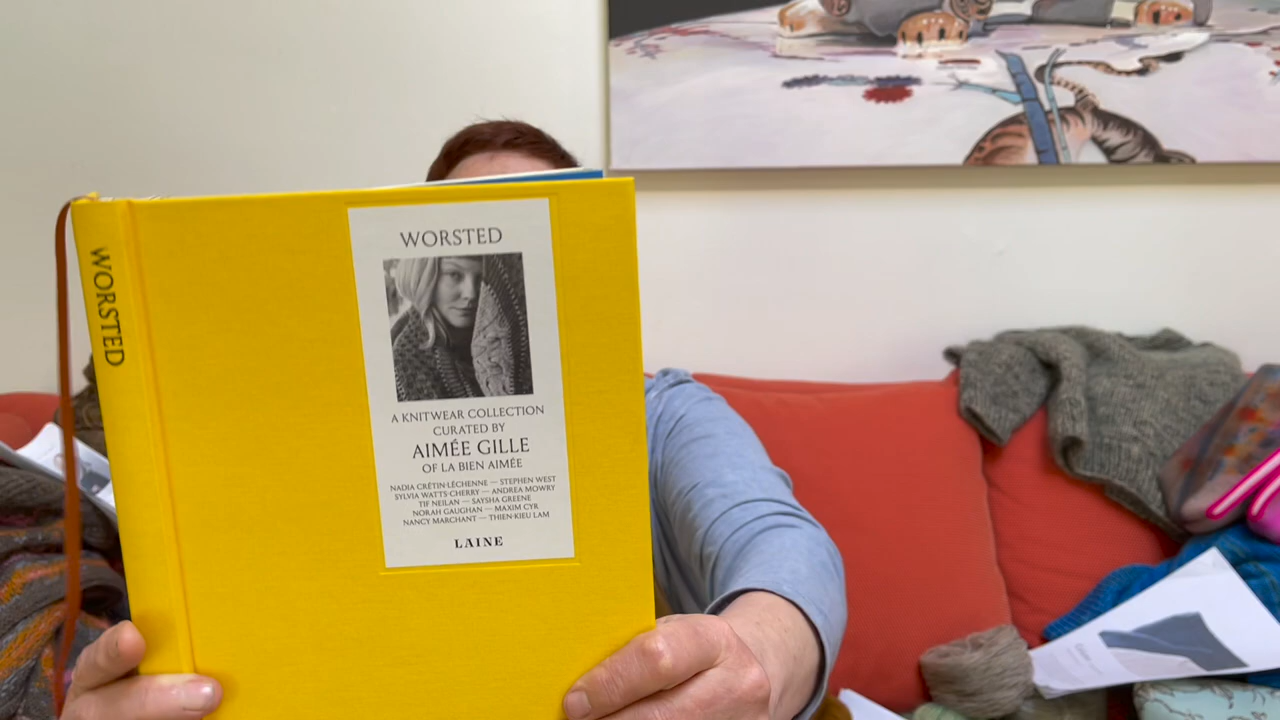 WORSTED
WORSTED
A KNITWEAR COLLECTION
CURATED BY
AIMÉE GILLE
OF LA BIEN AIMÉE
NADIA CRÉTIN-LÉCHENNE — STEPHEN WEST
SYLVIA WATTS-CHERRY — ANDREA MOWRY
TIF NEILAN — SAYSHA GREENE
NORAH GAUGHAN — MAXIM CYR
NANCY MARCHANT — THIEN-KIEU LAM
LAINE